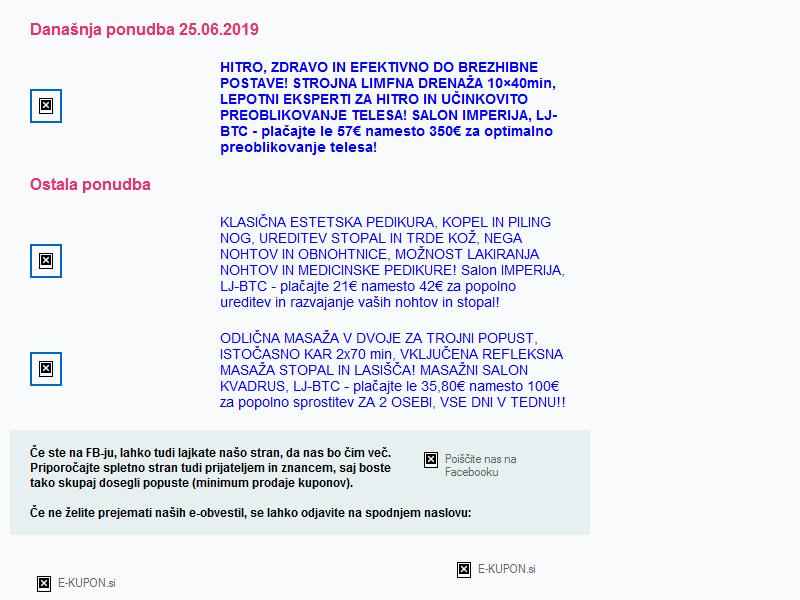 Današnja ponudba 25.06.2019
HITRO, ZDRAVO IN EFEKTIVNO DO BREZHIBNE
POSTAVE! STROJNA LIMFNA DRENAŽA 10×40min,
LEPOTNI EKSPERTI ZA HITRO IN UČINKOVITO
PREOBLIKOVANJE TELESA! SALON IMPERIJA, LJ-
BTC - plačajte le 57€ namesto 350€ za optimalno
preoblikovanje telesa!
Ostala ponudba
KLASIČNA ESTETSKA PEDIKURA, KOPEL IN PILING
NOG, UREDITEV STOPAL IN TRDE KOŽ, NEGA
NOHTOV IN OBNOHTNICE, MOŽNOST LAKIRANJA
NOHTOV IN MEDICINSKE PEDIKURE! Salon IMPERIJA,
LJ-BTC - plačajte 21€ namesto 42€ za popolno
ureditev in razvajanje vaših nohtov in stopal!
ODLIČNA MASAŽA V DVOJE ZA TROJNI POPUST,
ISTOČASNO KAR 2x70 min, VKLJUČENA REFLEKSNA
MASAŽA STOPAL IN LASIŠČA! MASAŽNI SALON
KVADRUS, LJ-BTC - plačajte le 35,80€ namesto 100€
za popolno sprostitev ZA 2 OSEBI, VSE DNI V TEDNU!!
Če ste na FB-ju, lahko tudi lajkate našo stran, da nas bo čim več.
Priporočajte spletno stran tudi prijateljem in znancem, saj boste
tako skupaj dosegli popuste (minimum prodaje kuponov).
Poiščite nas na
Facebooku
Če ne želite prejemati naših e-obvestil, se lahko odjavite na spodnjem naslovu:
E-KUPON.si
E-KUPON.si